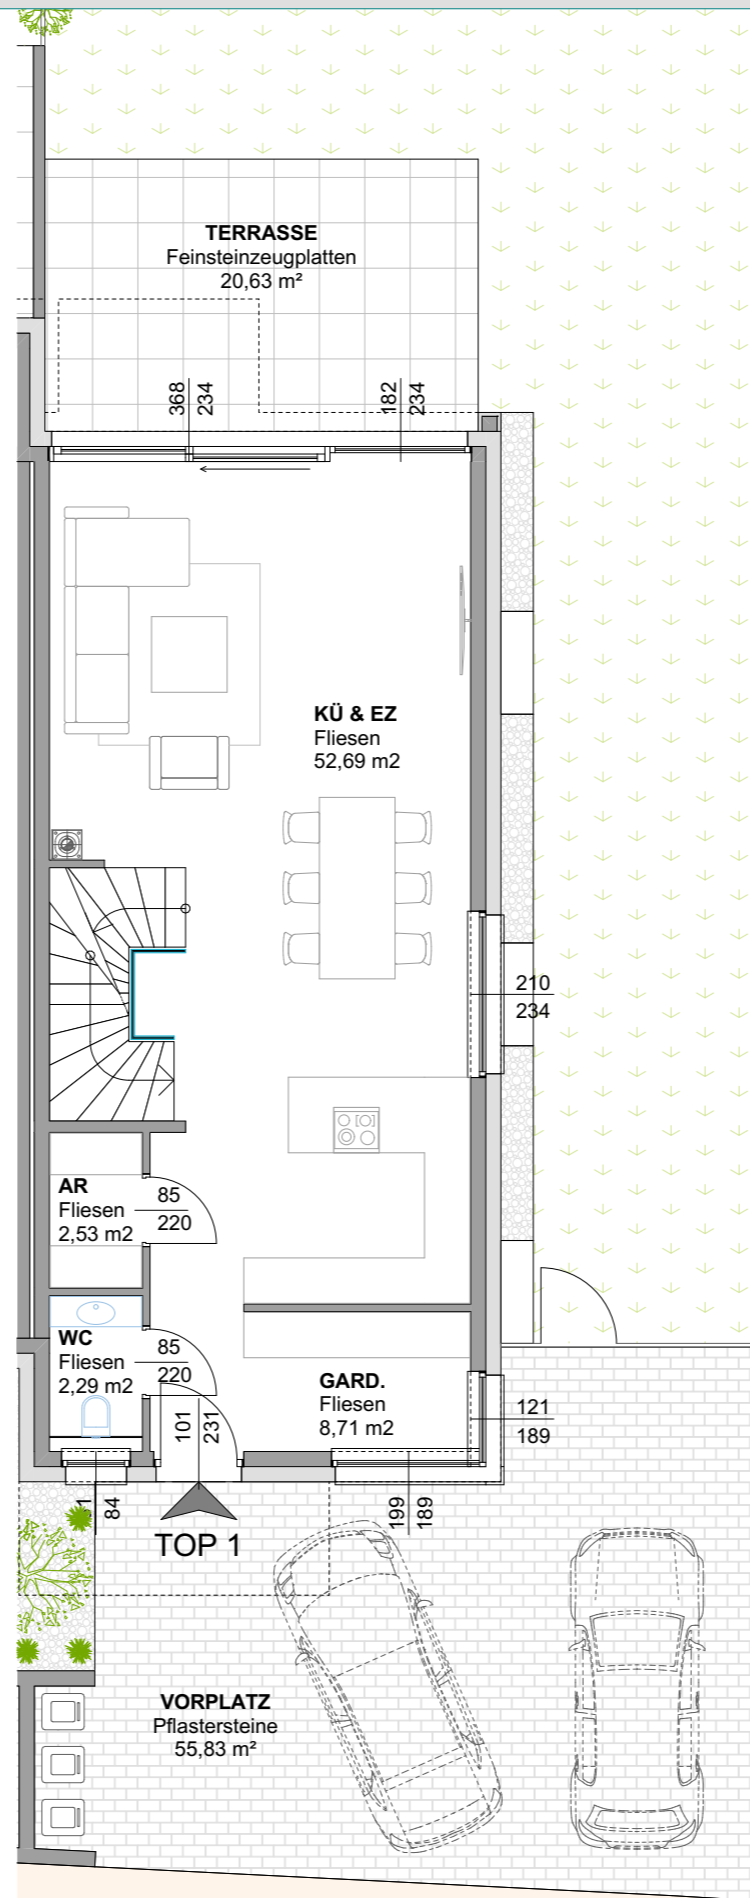 TERRASSE
Feinsteinzeugplatten
20,63 m²
368
234
182
234
KÜ & EZ
Fliesen
52,69 m2
210
234
AR
Fliesen
2,53 m2
85
220
WC
Fliesen
2,29 m2
85
220
GARD.
Fliesen
8,71 m2
101
231
121
189
84
199
189
TOP 1
VORPLATZ
Pflastersteine
55,83 m²